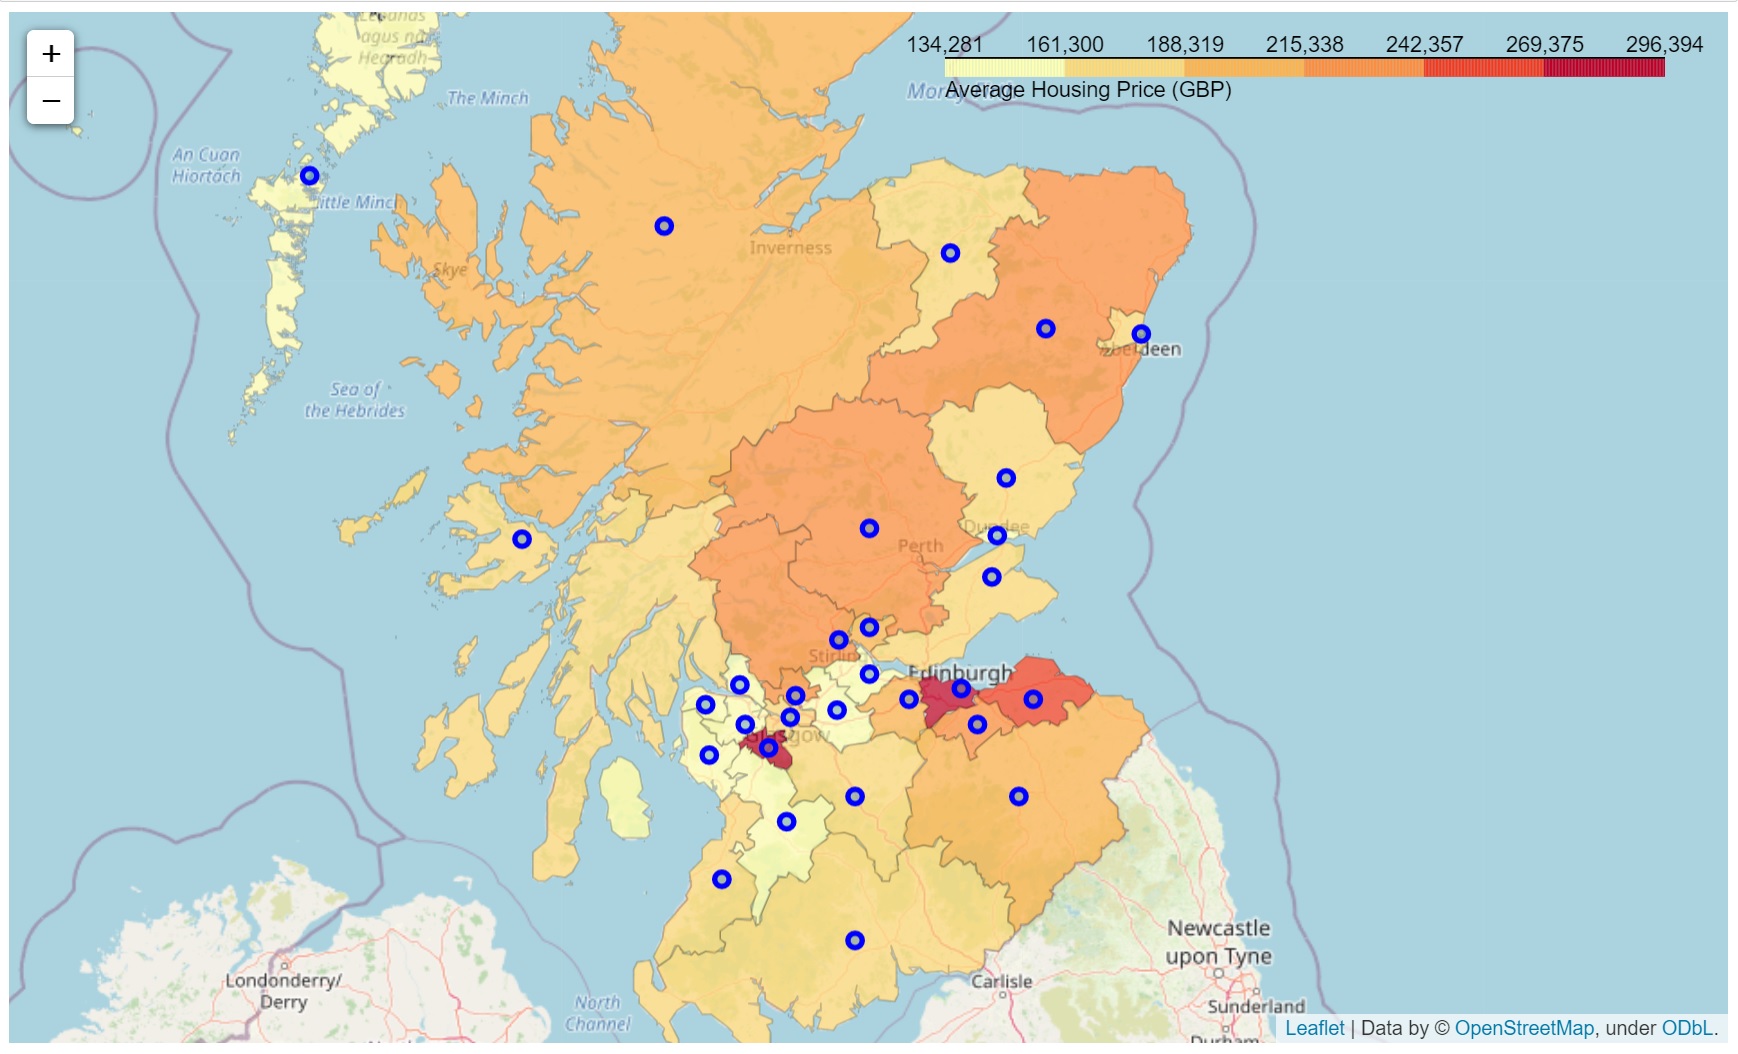 +
−
Leódhas
agus na
Hearadh
134,281 161,300 188,319 215,338 242,357 269,375 296,394
Average Housing Price (GBP)
The Minch
An Cuan
Hiortach
Little Minch
Inverness
Skye
Aberdeen
Sea of
the Hebrides
Dundee
Perth
Stirling
Edinburgh
Glasgow
Newcastle
upon Tyne
Londonderry/
Derry
Carlisle
North
Channel
Sunderland
Durham
Leaflet | Data by © OpenStreetMap, under ODbL.